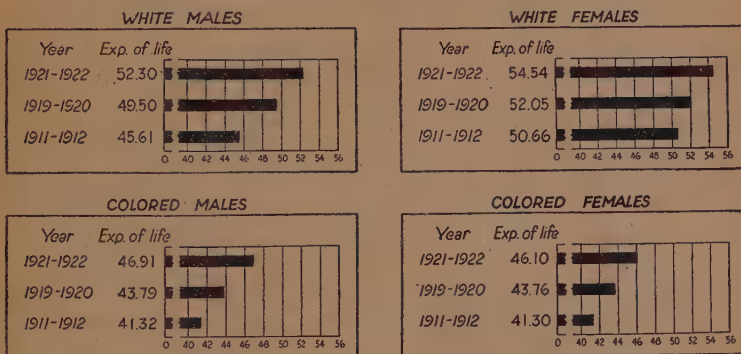 WHITE MALES
Year Exp. of life
1921-1922 52.30
1919-1920 49.50
1911-1912 45.61
0 40 42 44 46 48 50 52 54 56
WHITE FEMALES
Year Exp. of life
1921-1922 54.54
1919-1920 52.05
1911-1912 50.66
0 40 42 44 46 48 50 52 54 56
COLORED MALES
Year Exp. of life
1921-1922 46.91
1919-1920 43.79
1911-1912 41.32
0 40 42 44 46 48 50 52 54 56
COLORED FEMALES
Year Exp. of life
1921-1922 46.10
1919-1920 43.76
1911-1912 41.30
0 40 42 44 46 48 50 52 54 56